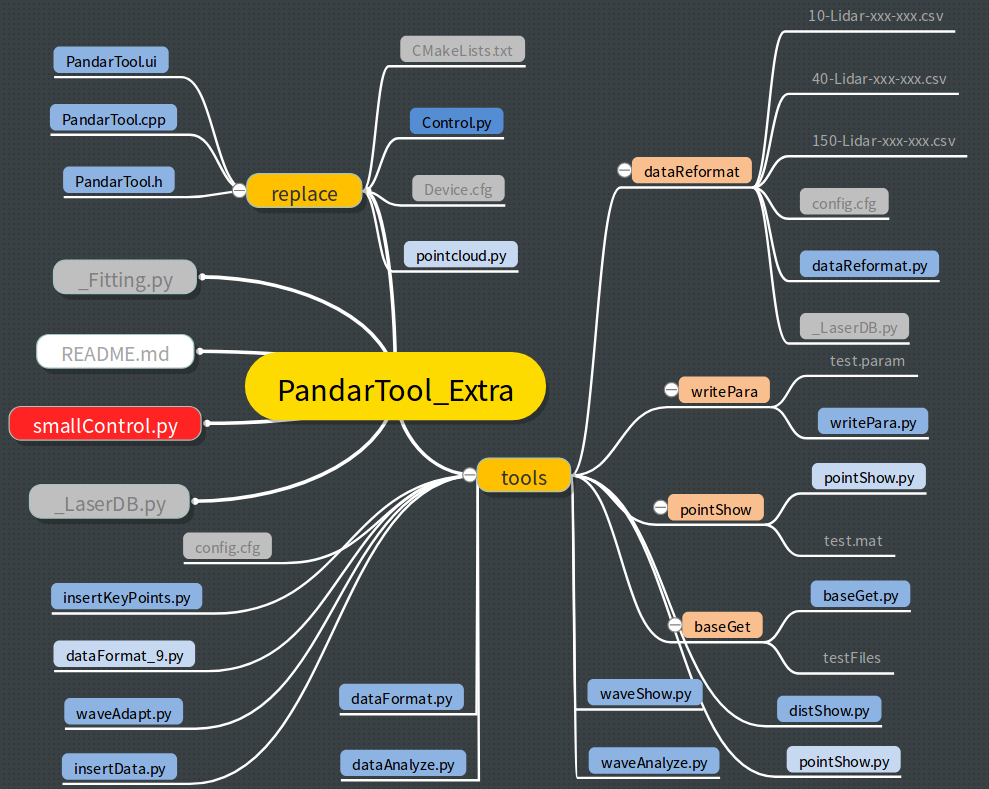 PandarTool.ui
PandarTool.cpp
PandarTool.h
replace
CMakeLists.txt
Control.py
Device.cfg
pointcloud.py
_Fitting.py
README.md
smallControl.py
_LaserDB.py
PandarTool_Extra
tools
config.cfg
insertKeyPoints.py
dataFormat_9.py
waveAdapt.py
insertData.py
dataFormat.py
dataAnalyze.py
dataReformat
10-Lidar-xxx-xxx.csv
40-Lidar-xxx-xxx.csv
150-Lidar-xxx-xxx.csv
config.cfg
dataReformat.py
_LaserDB.py
writePara
test.param
writePara.py
pointShow
pointShow.py
test.mat
baseGet
baseGet.py
testFiles
waveShow.py
distShow.py
waveAnalyze.py
pointShow.py